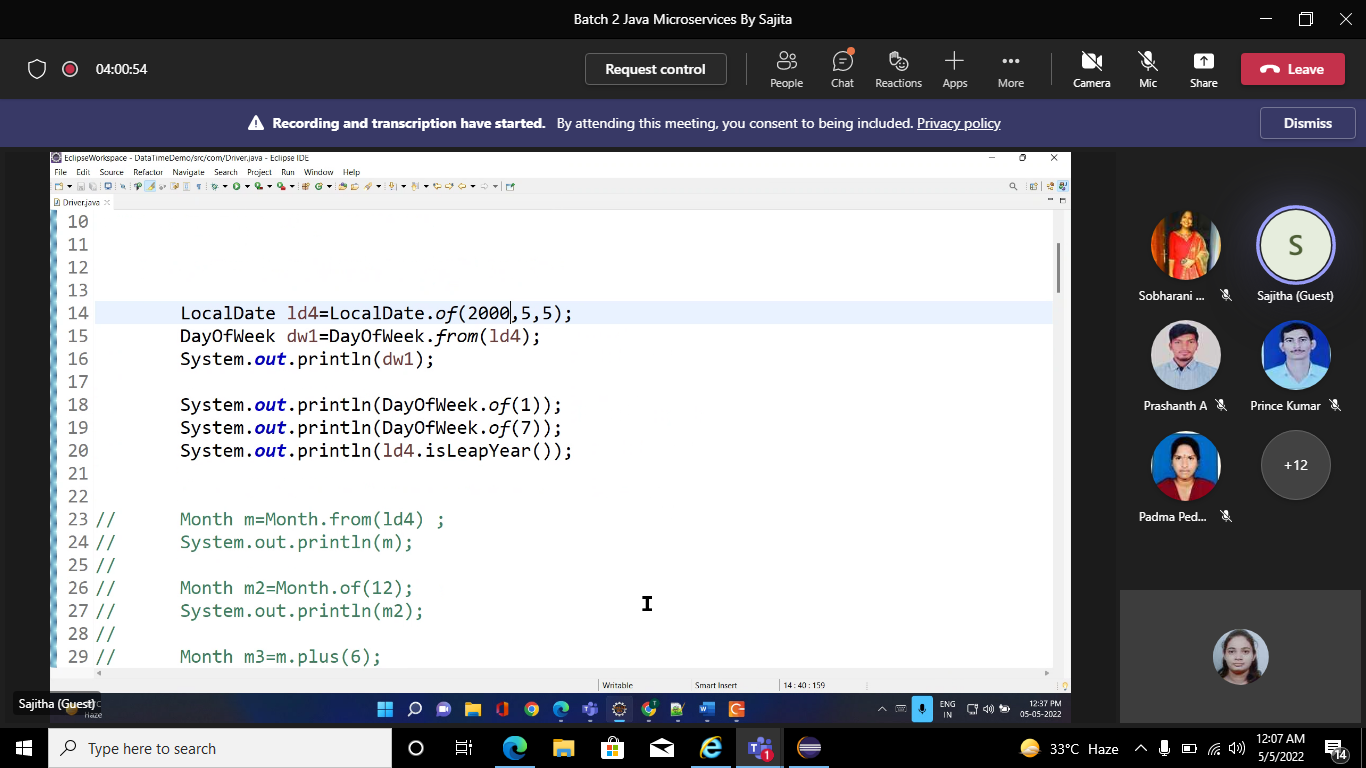 Batch 2 Java Microservices By Sajita
04:00:54
Request control
People
Chat
Reactions
Apps
More
Camera
Mic
Share
Leave
Recording and transcription have started. By attending this meeting, you consent to being included. Privacy policy
Dismiss
EclipseWorkspace - DataTimeDemo/src/com/Driver.java - Eclipse IDE
File Edit Source Refactor Navigate Search Project Run Window Help
Driver.java
10
11
12
13
14 LocalDate ld4=LocalDate.of(2000,5,5);
15 DayOfWeek dw1=DayOfWeek.from(ld4);
16 System.out.println(dw1);
17
18 System.out.println(DayOfWeek.of(1));
19 System.out.println(DayOfWeek.of(7));
20 System.out.println(ld4.isLeapYear());
21
22
23 // Month m=Month.from(ld4) ;
24 // System.out.println(m);
25 //
26 // Month m2=Month.of(12);
27 // System.out.println(m2);
28 //
29 // Month m3=m.plus(6);
Writable Smart Insert 14 : 40 : 159
Sobharani ...
S
Sajitha (Guest)
Prashanth A
Prince Kumar
Padma Ped...
+12
Sajitha (Guest)
Haze
ENG
IN
12:37 PM
05-05-2022
Type here to search
1
33°C Haze
12:07 AM
5/5/2022
14